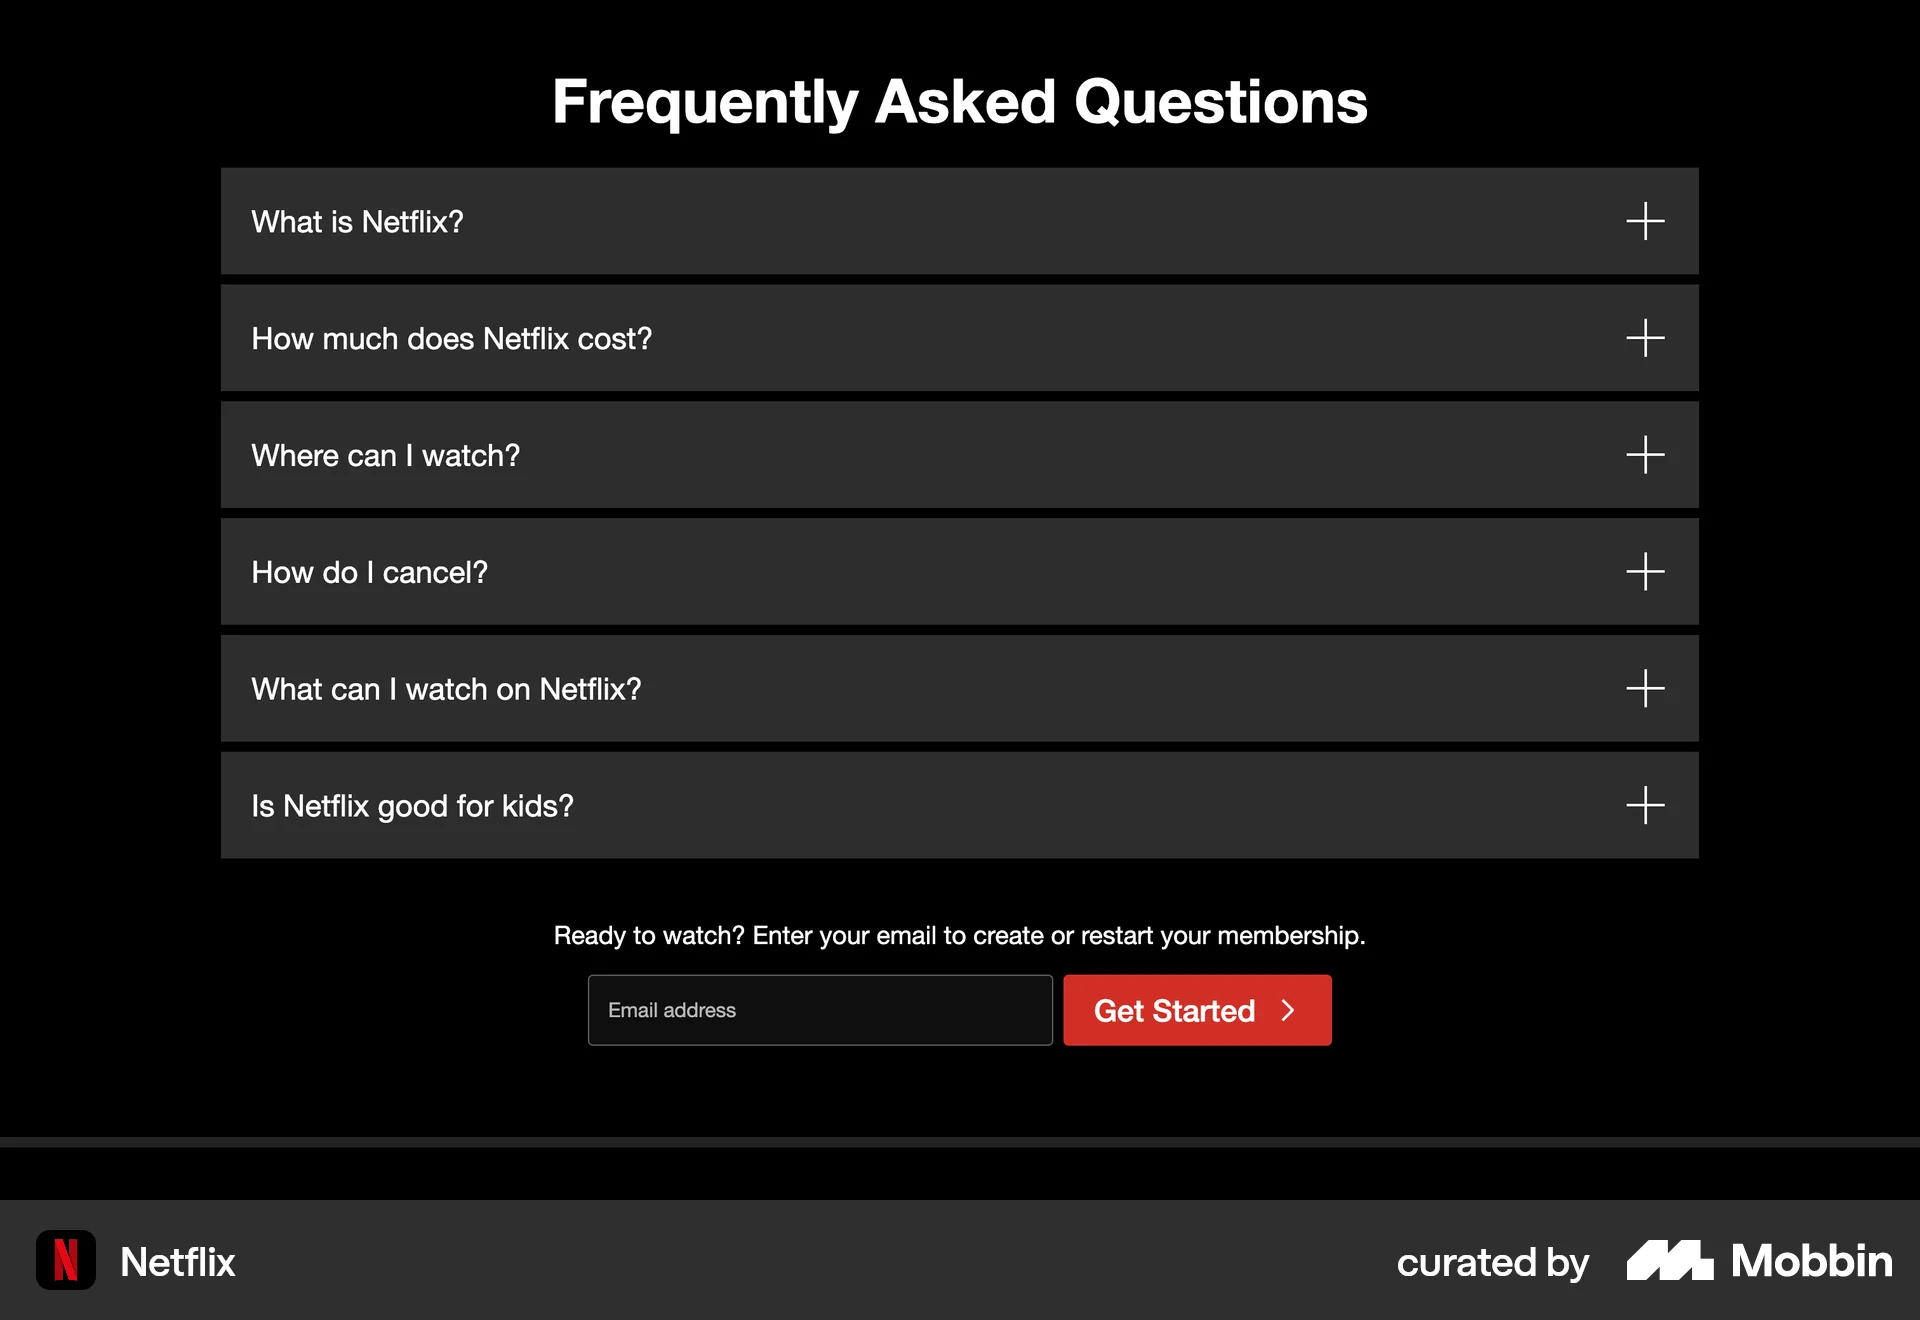 Frequently Asked Questions
What is Netflix?
How much does Netflix cost?
Where can I watch?
How do I cancel?
What can I watch on Netflix?
Is Netflix good for kids?
Ready to watch? Enter your email to create or restart your membership.
Email address
Get Started
N
Netflix
curated by
Mobbin